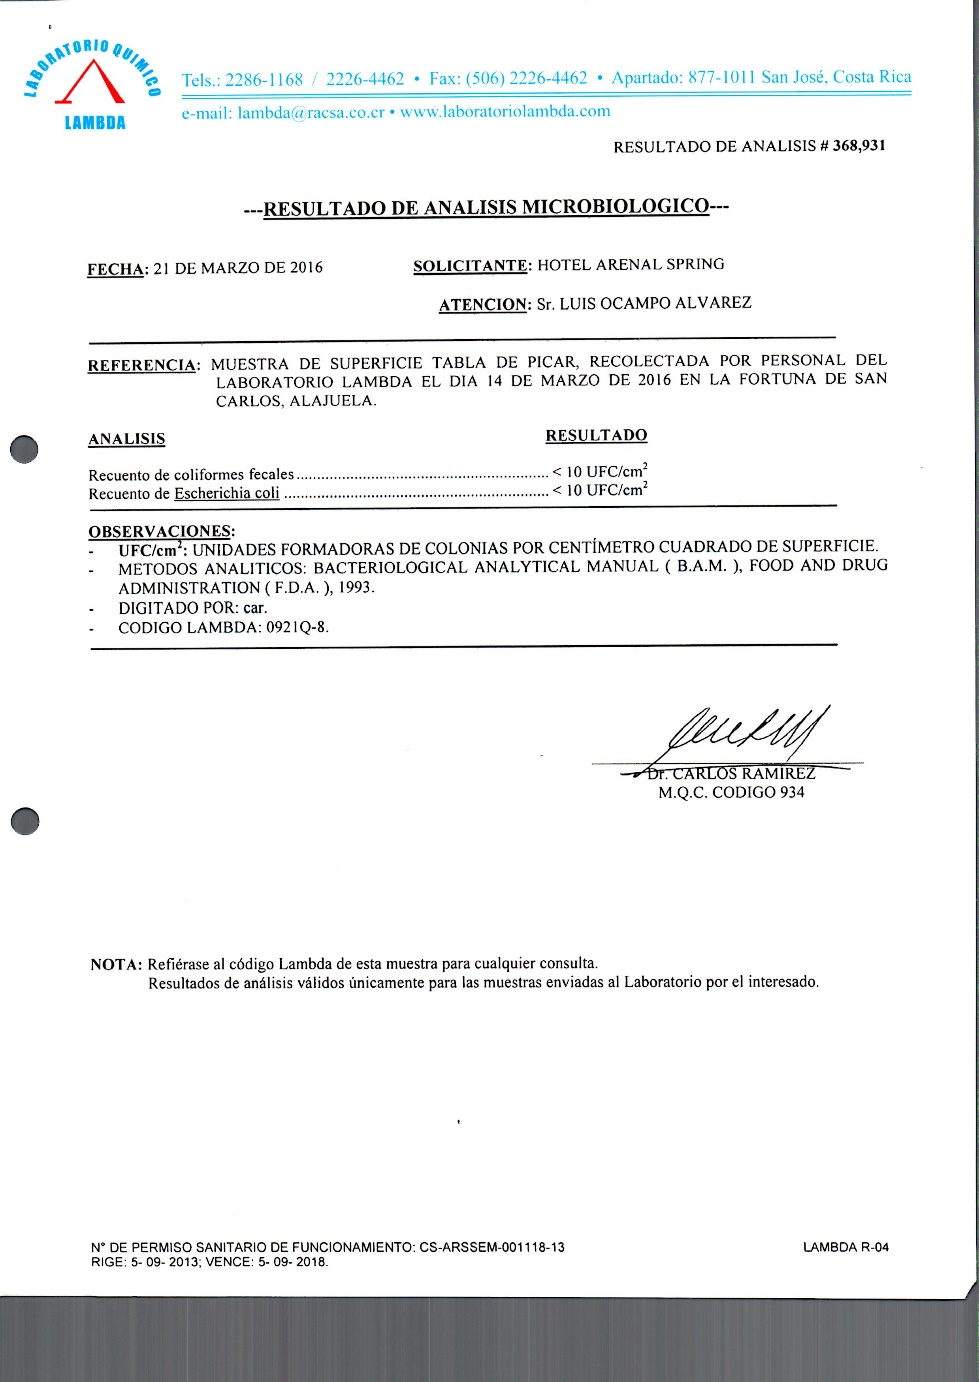 LABORATORIO QUIMICO
LAMBDA
Tels.: 2286-1168 / 2226-4462 • Fax: (506) 2226-4462 • Apartado: 877-1011 San José, Costa Rica
e-mail: lambda@racsa.co.cr • www.laboratoriolambda.com
RESULTADO DE ANALISIS # 368,931
---RESULTADO DE ANALISIS MICROBIOLOGICO---
FECHA: 21 DE MARZO DE 2016 SOLICITANTE: HOTEL ARENAL SPRING
ATENCION: Sr. LUIS OCAMPO ALVAREZ
REFERENCIA: MUESTRA DE SUPERFICIE TABLA DE PICAR, RECOLECTADA POR PERSONAL DEL
LABORATORIO LAMBDA EL DIA 14 DE MARZO DE 2016 EN LA FORTUNA DE SAN
CARLOS, ALAJUELA.
ANALISIS RESULTADO
Recuento de coliformes fecales.............................................................. < 10 UFC/cm²
Recuento de Escherichia coli ................................................................. < 10 UFC/cm²
OBSERVACIONES:
- UFC/cm²: UNIDADES FORMADORAS DE COLONIAS POR CENTÍMETRO CUADRADO DE SUPERFICIE.
- METODOS ANALITICOS: BACTERIOLOGICAL ANALYTICAL MANUAL ( B.A.M. ), FOOD AND DRUG
ADMINISTRATION ( F.D.A. ), 1993.
- DIGITADO POR: car.
- CODIGO LAMBDA: 0921Q-8.
Dr. CARLOS RAMIREZ
M.Q.C. CODIGO 934
NOTA: Refiérase al código Lambda de esta muestra para cualquier consulta.
Resultados de análisis válidos únicamente para las muestras enviadas al Laboratorio por el interesado.
N° DE PERMISO SANITARIO DE FUNCIONAMIENTO: CS-ARSSEM-001118-13 LAMBDA R-04
RIGE: 5- 09- 2013; VENCE: 5- 09- 2018.